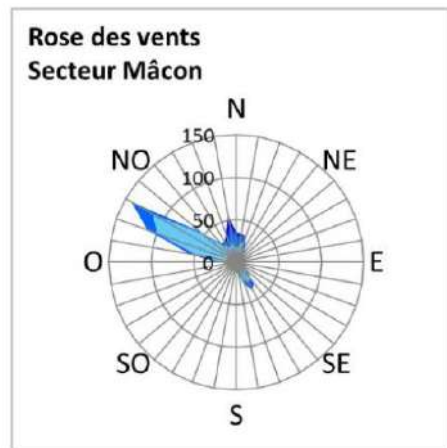 Rose des vents
Secteur Mâcon
N
150
NO
NE
100
50
O
0
E
SO
SE
S